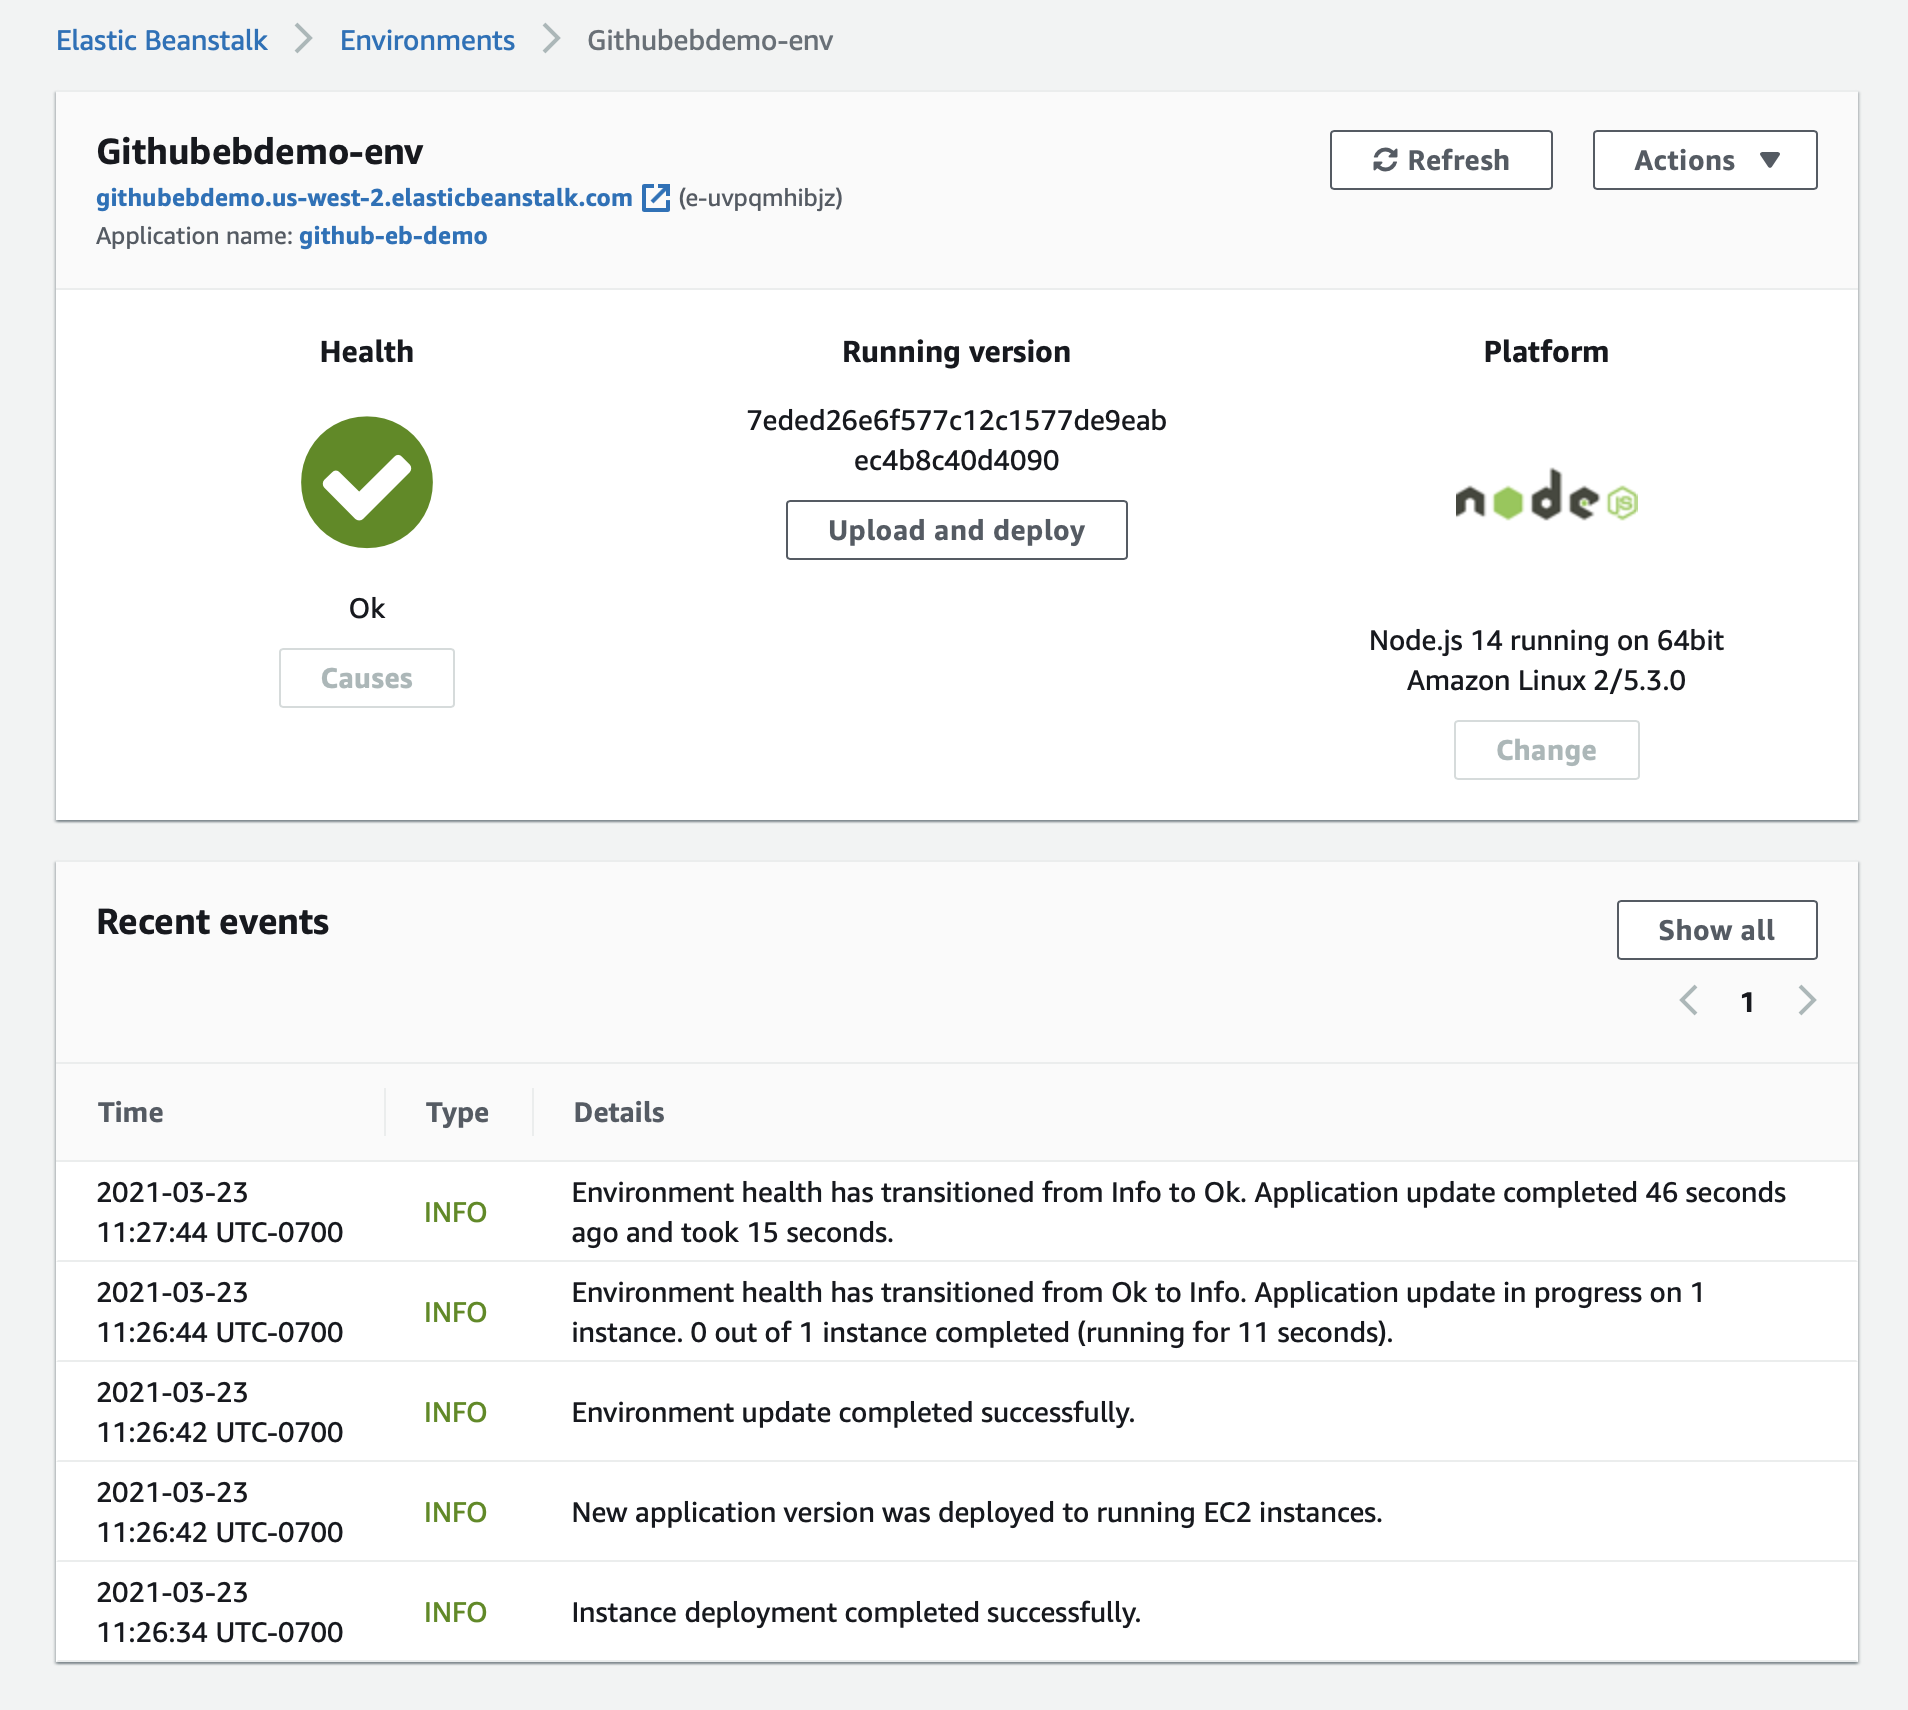 Elastic Beanstalk
Environments
Githubebdemo-env
Githubebdemo-env
githubebdemo.us-west-2.elasticbeanstalk.com (e-uvpqmhibjz)
Application name: github-eb-demo
Refresh
Actions
Health
Ok
Causes
Running version
7eded26e6f577c12c1577de9eab
ec4b8c40d4090
Upload and deploy
Platform
node JS
Node.js 14 running on 64bit
Amazon Linux 2/5.3.0
Change
Recent events
Show all
1
Time Type Details
2021-03-23
11:27:44 UTC-0700
INFO
Environment health has transitioned from Info to Ok. Application update completed 46 seconds
ago and took 15 seconds.
2021-03-23
11:26:44 UTC-0700
INFO
Environment health has transitioned from Ok to Info. Application update in progress on 1
instance. 0 out of 1 instance completed (running for 11 seconds).
2021-03-23
11:26:42 UTC-0700
INFO
Environment update completed successfully.
2021-03-23
11:26:42 UTC-0700
INFO
New application version was deployed to running EC2 instances.
2021-03-23
11:26:34 UTC-0700
INFO
Instance deployment completed successfully.